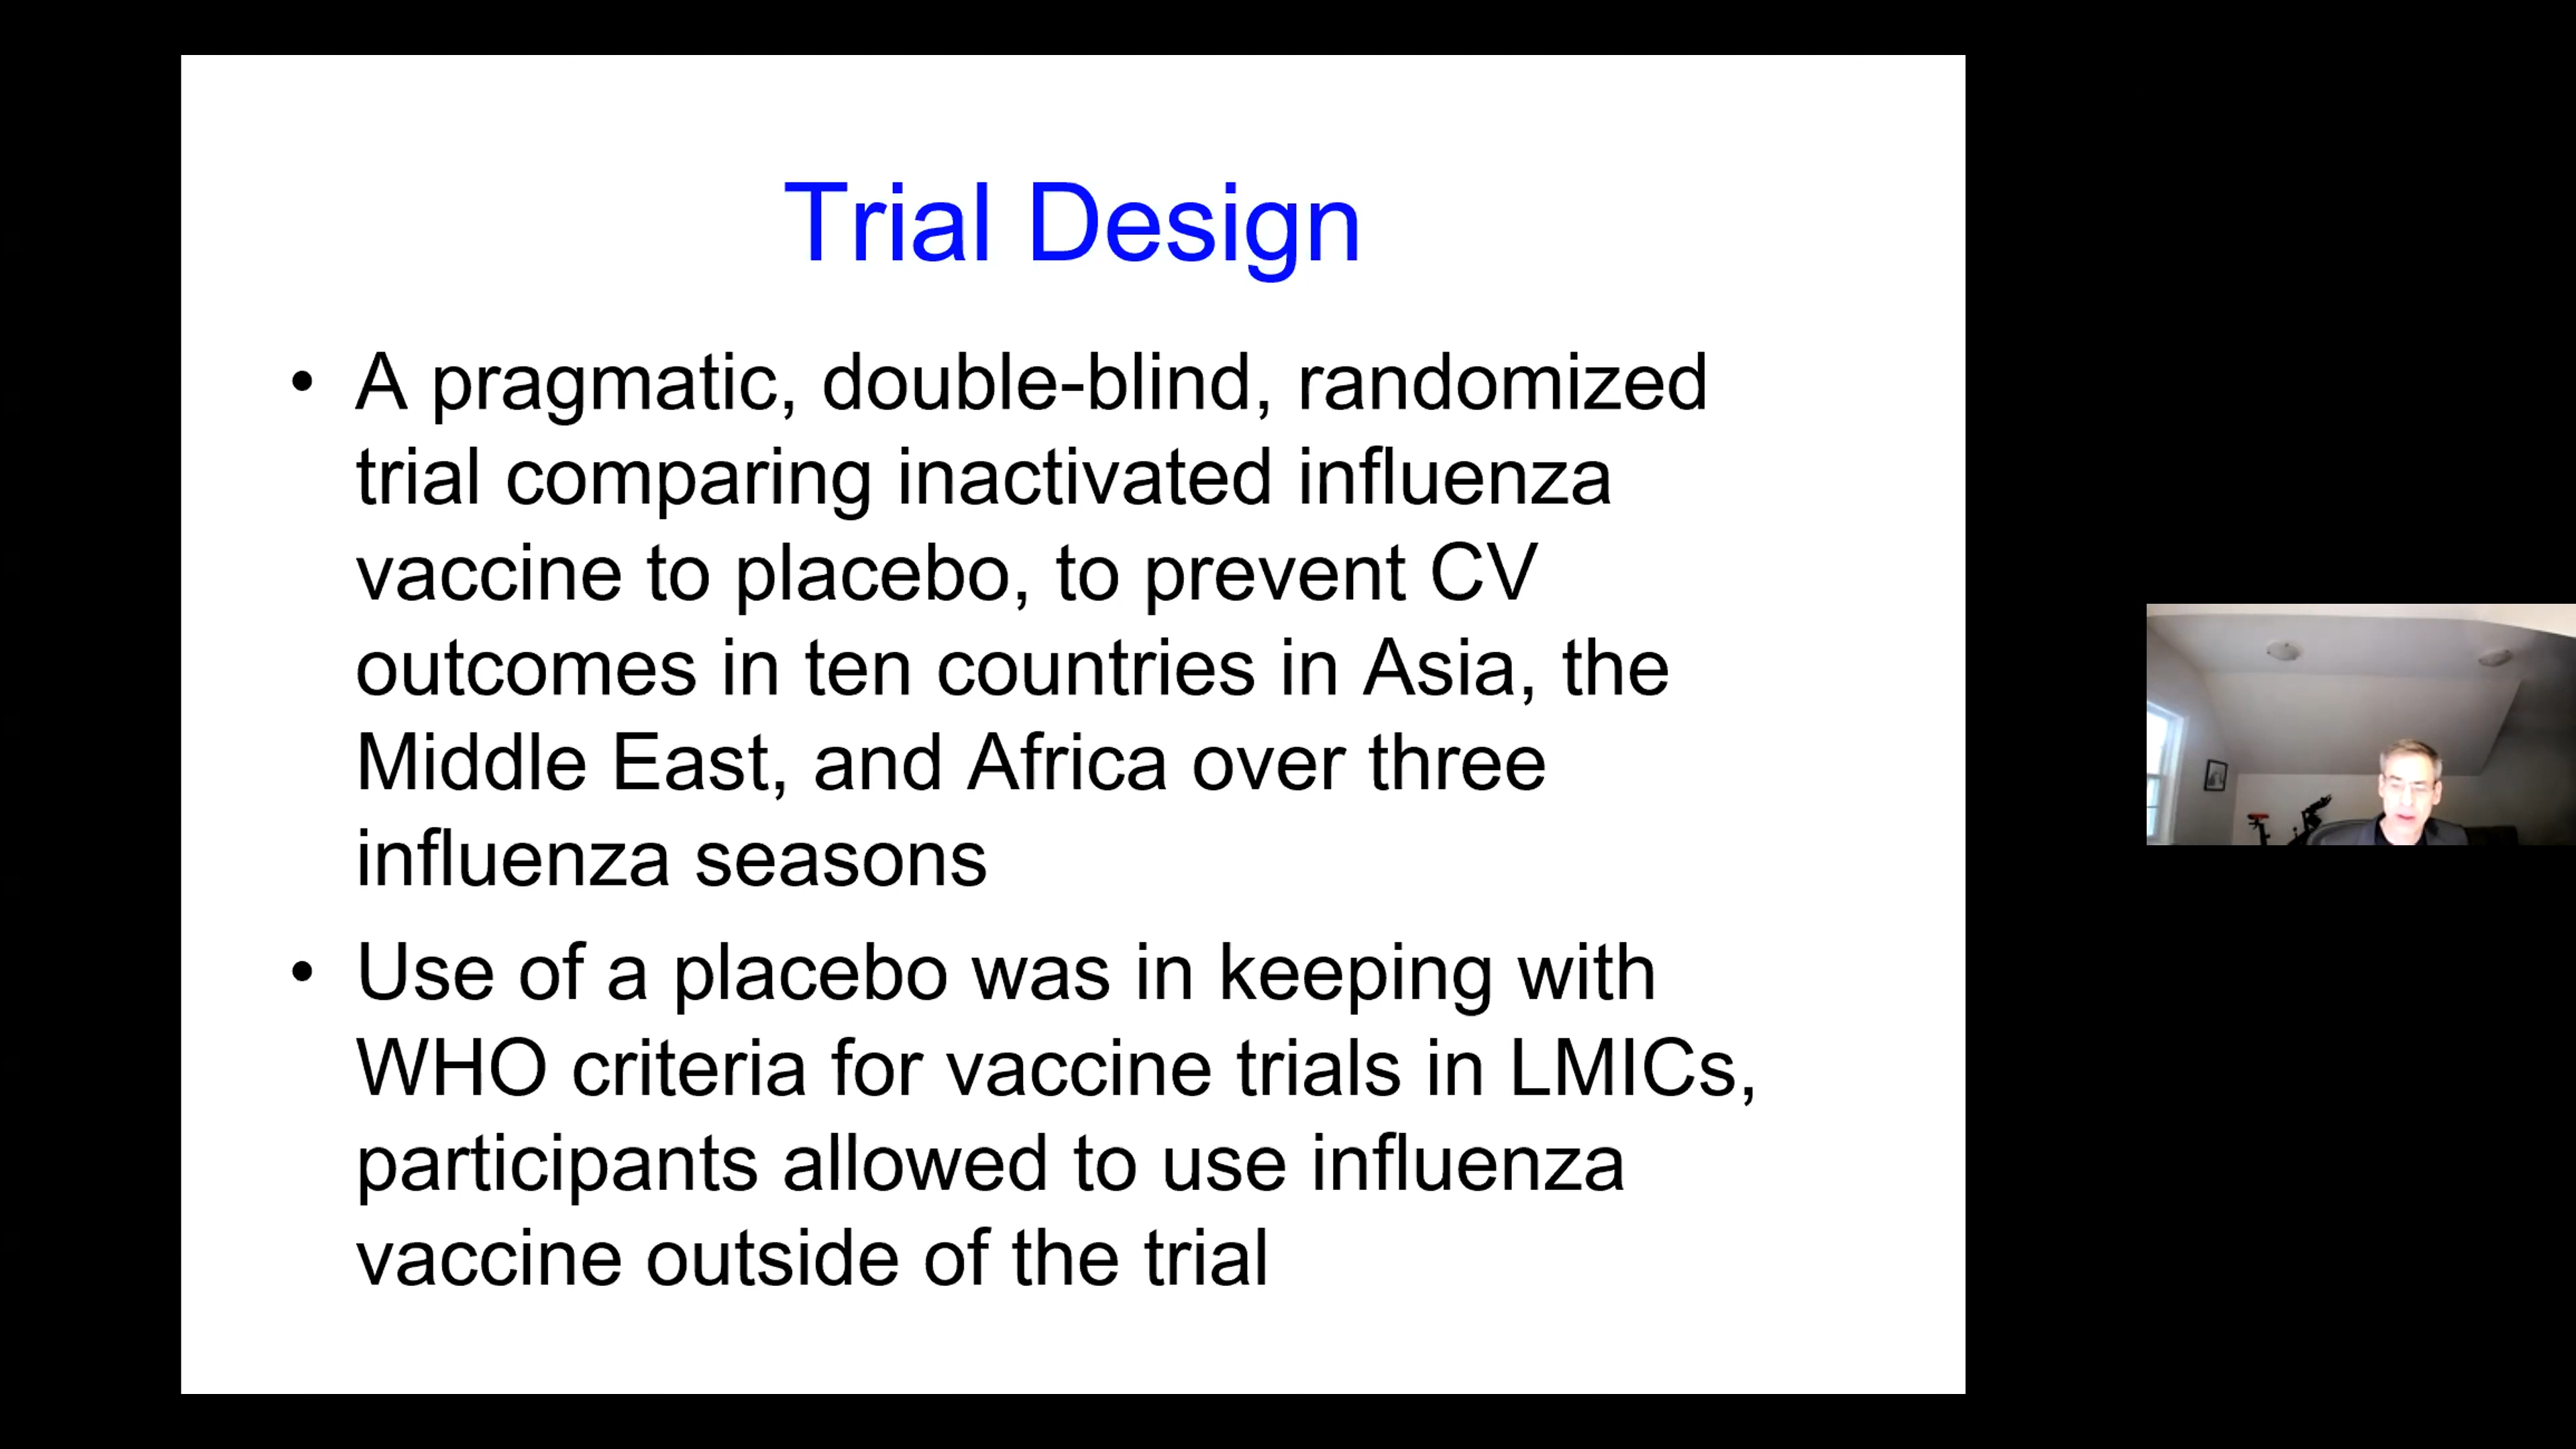 Trial Design
• A pragmatic, double-blind, randomized
trial comparing inactivated influenza
vaccine to placebo, to prevent CV
outcomes in ten countries in Asia, the
Middle East, and Africa over three
influenza seasons
• Use of a placebo was in keeping with
WHO criteria for vaccine trials in LMICs,
participants allowed to use influenza
vaccine outside of the trial